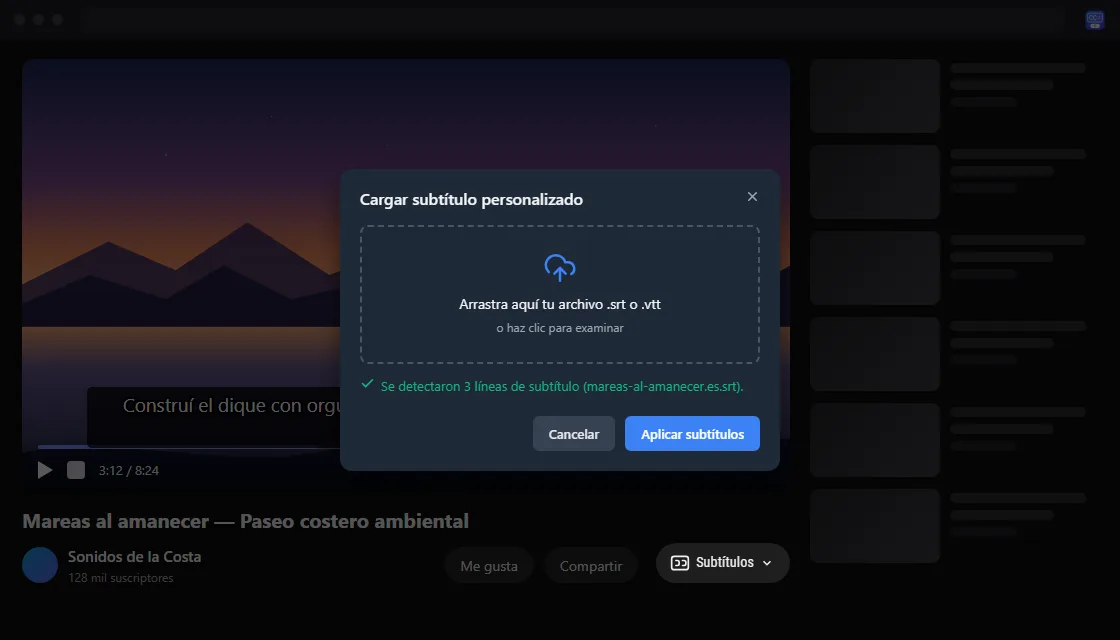 Cargar subtítulo personalizado
Arrastra aquí tu archivo .srt o .vtt
o haz clic para examinar
Se detectaron 3 líneas de subtítulo (mareas-al-amanecer.es.srt).
Cancelar
Aplicar subtítulos
Construí el dique con
3:12 / 8:24
Mareas al amanecer — Paseo costero ambiental
Sonidos de la Costa
128 mil suscriptores
Me gusta
Compartir
Subtítulos